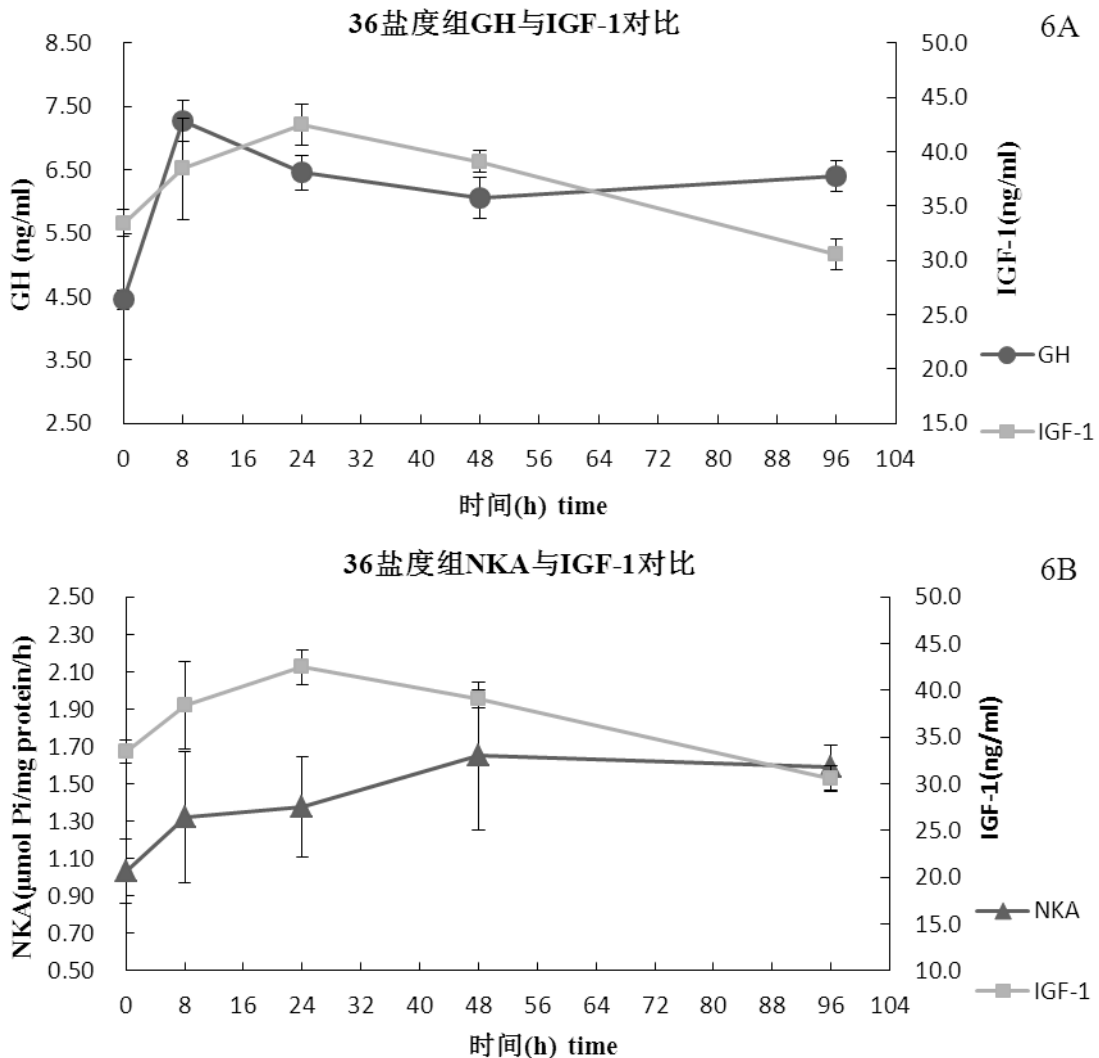 36盐度组GH与IGF-1对比
6A
8.50
7.50
6.50
5.50
4.50
3.50
2.50
GH (ng/ml)
50.0
45.0
40.0
35.0
30.0
25.0
20.0
15.0
IGF-1(ng/ml)
GH
IGF-1
0 8 16 24 32 40 48 56 64 72 80 88 96 104
时间(h) time
36盐度组NKA与IGF-1对比
6B
2.50
2.30
2.10
1.90
1.70
1.50
1.30
1.10
0.90
0.70
0.50
NKA(μmol Pi/mg protein/h)
50.0
45.0
40.0
35.0
30.0
25.0
20.0
15.0
10.0
IGF-1(ng/ml)
NKA
IGF-1
0 8 16 24 32 40 48 56 64 72 80 88 96 104
时间(h) time